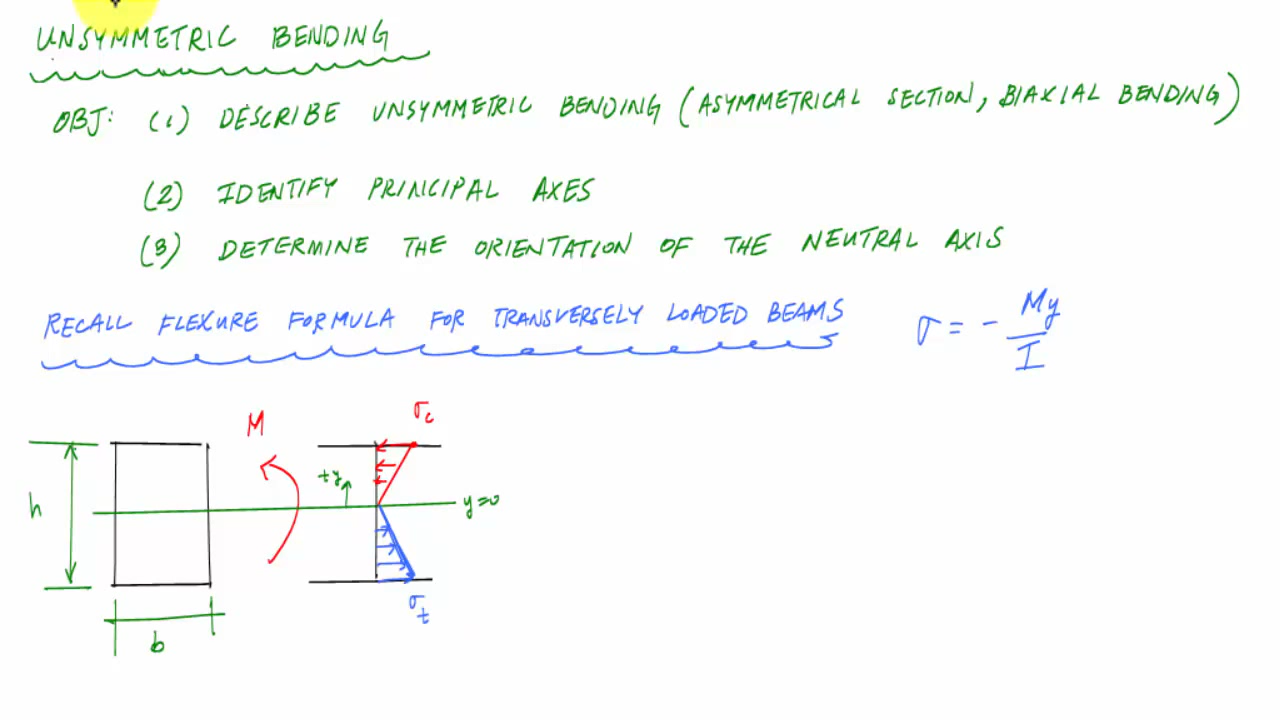 UNSYMMETRIC BENDING
OBJ: (1) DESCRIBE UNSYMMETRIC BENDING (ASYMMETRICAL SECTION, BIAXIAL BENDING)
(2) IDENTIFY PRINCIPAL AXES
(3) DETERMINE THE ORIENTATION OF THE NEUTRAL AXIS
RECALL FLEXURE FORMULA FOR TRANSVERSELY LOADED BEAMS σ = - My / I
M σc
+y
h y=0
σt
b